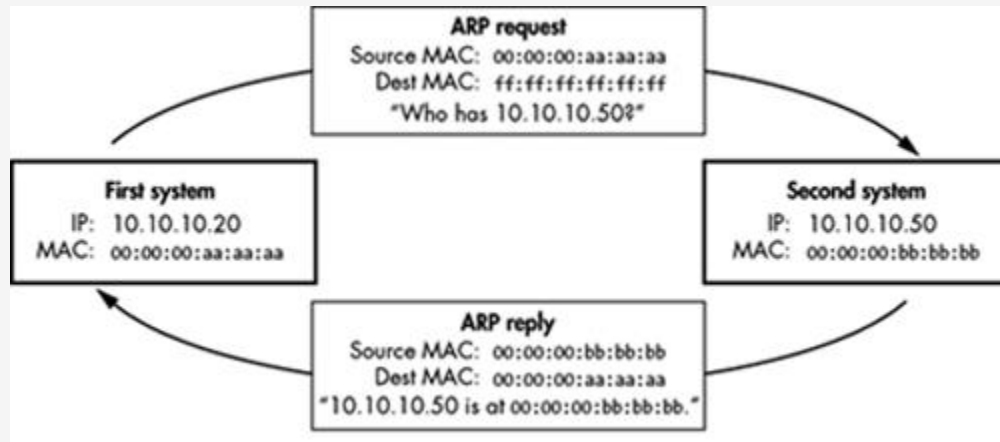 ARP request
Source MAC: 00:00:00:aa:aa:aa
Dest MAC: ff:ff:ff:ff:ff:ff
"Who has 10.10.10.50?"
First system
IP: 10.10.10.20
MAC: 00:00:00:aa:aa:aa
Second system
IP: 10.10.10.50
MAC: 00:00:00:bb:bb:bb
ARP reply
Source MAC: 00:00:00:bb:bb:bb
Dest MAC: 00:00:00:aa:aa:aa
"10.10.10.50 is at 00:00:00:bb:bb:bb."